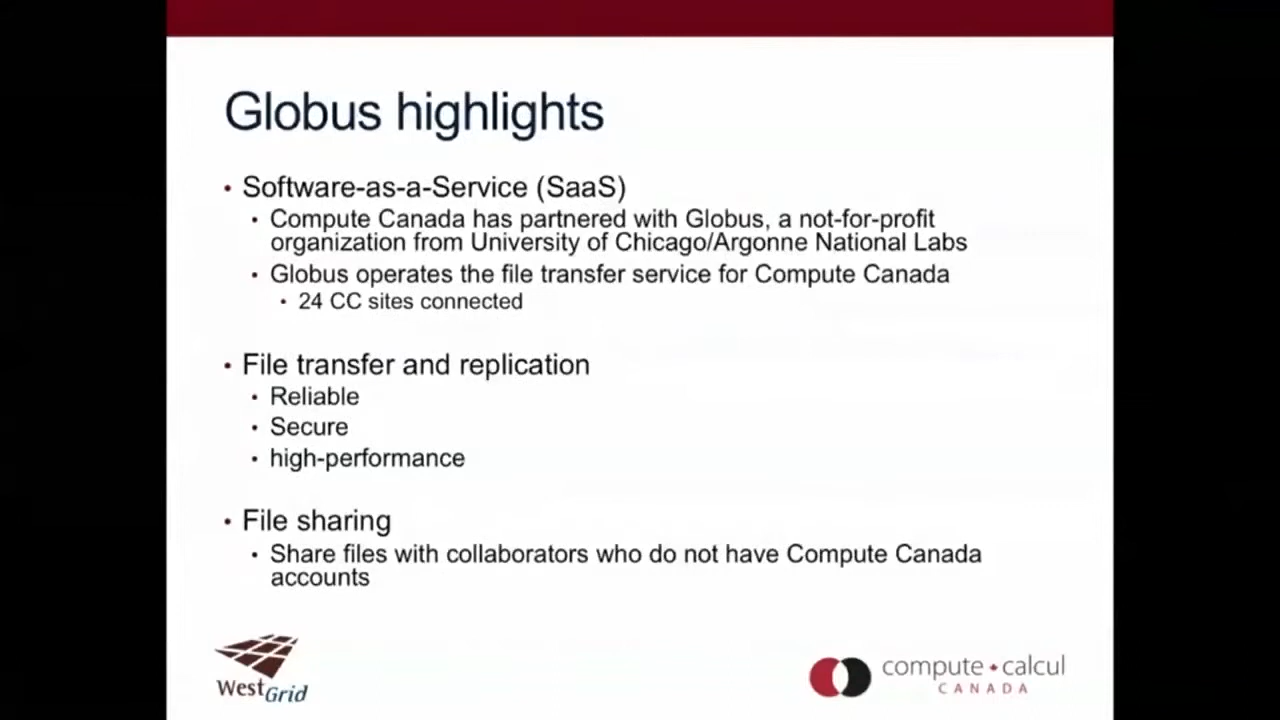 Globus highlights
• Software-as-a-Service (SaaS)
• Compute Canada has partnered with Globus, a not-for-profit
organization from University of Chicago/Argonne National Labs
• Globus operates the file transfer service for Compute Canada
• 24 CC sites connected
• File transfer and replication
• Reliable
• Secure
• high-performance
• File sharing
• Share files with collaborators who do not have Compute Canada
accounts
WestGrid
compute • calcul
CANADA